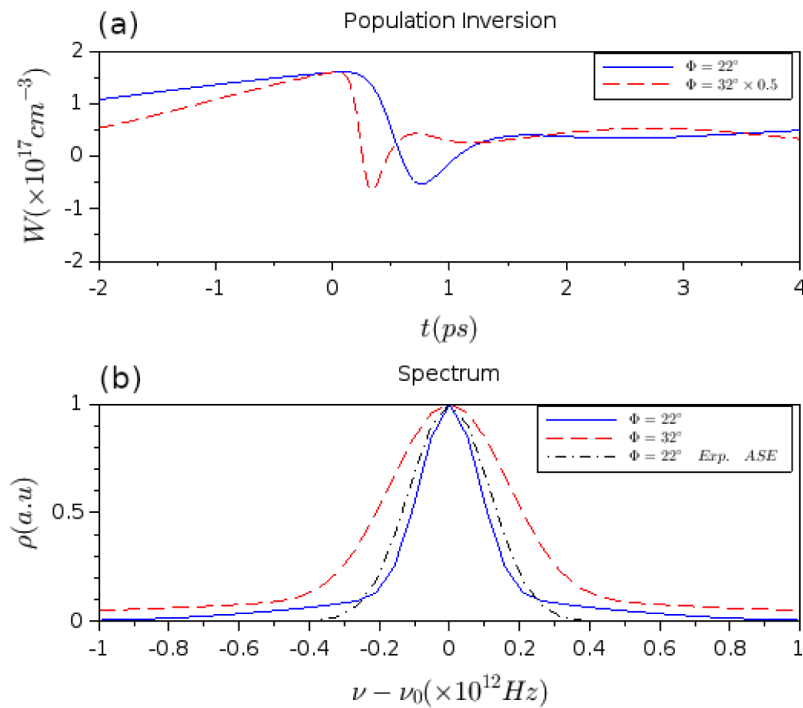 (a)
Population Inversion
W(×10^17 cm^−3)
2
1
0
-1
-2
Φ = 22°
Φ = 32° × 0.5
-2
-1
0
1
2
3
4
t(ps)
(b)
Spectrum
ρ(a.u)
1
0.5
0
Φ = 22°
Φ = 32°
Φ = 22° Exp. ASE
-1
-0.8
-0.6
-0.4
-0.2
0
0.2
0.4
0.6
0.8
1
ν − ν₀(×10^12 Hz)